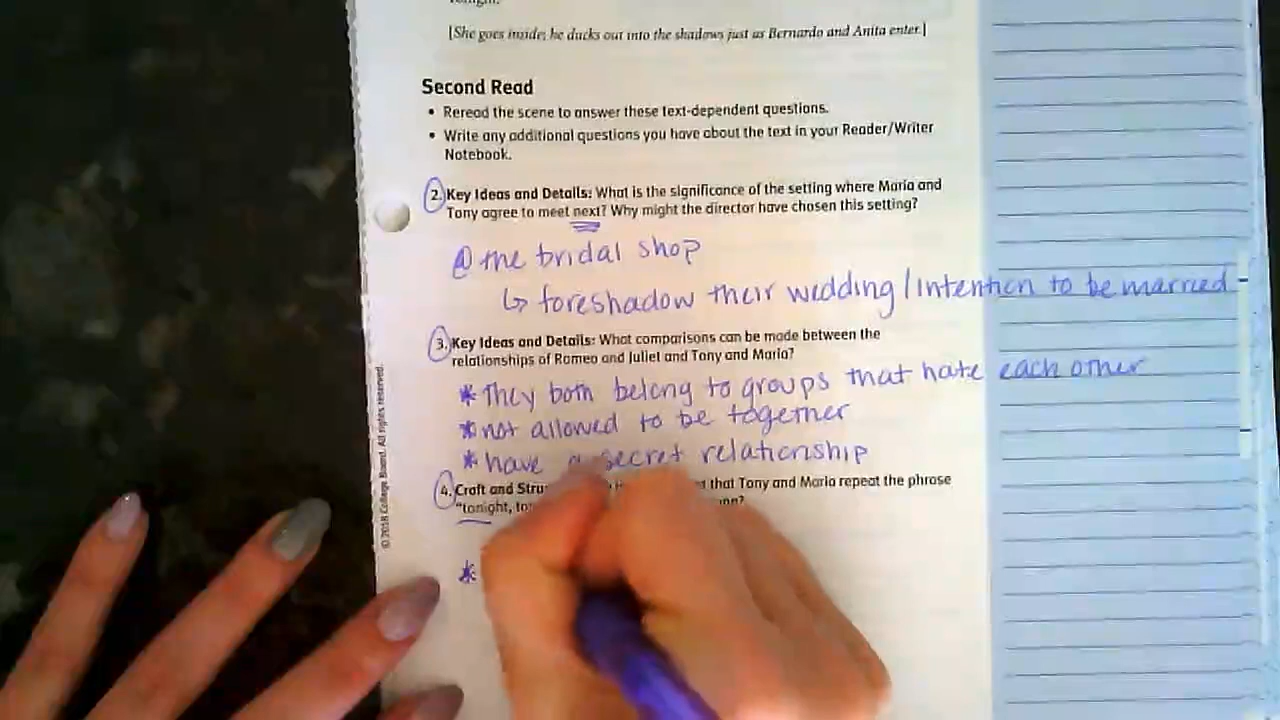 [She goes inside; he ducks out into the shadows just as Bernardo and Anita enter.]
Second Read
• Reread the scene to answer these text-dependent questions.
• Write any additional questions you have about the text in your Reader/Writer
Notebook.
2. Key Ideas and Details: What is the significance of the setting where Maria and
Tony agree to meet next? Why might the director have chosen this setting?
@ the bridal shop
↳ foreshadow their wedding/intention to be married
3. Key Ideas and Details: What comparisons can be made between the
relationships of Romeo and Juliet and Tony and Maria?
* They both belong to groups that hate each other
* not allowed to be together
* have a secret relationship
4. Craft and that Tony and Maria repeat the phrase
"tonight,
*
© 2018 College Board. All rights reserved.